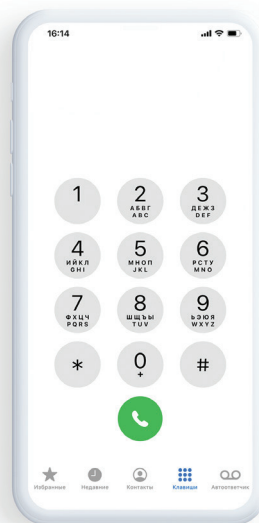 16:14
1
2
АБВГ
ABC
3
ДЕЖЗ
DEF
4
ИЙКЛ
GHI
5
МНОП
JKL
6
РСТУ
MNO
7
ФХЦЧ
PQRS
8
ШЩЪЫ
TUV
9
ЬЭЮЯ
WXYZ
*
0
+
#
Избранные Недавние Контакты Клавиши Автоответчик